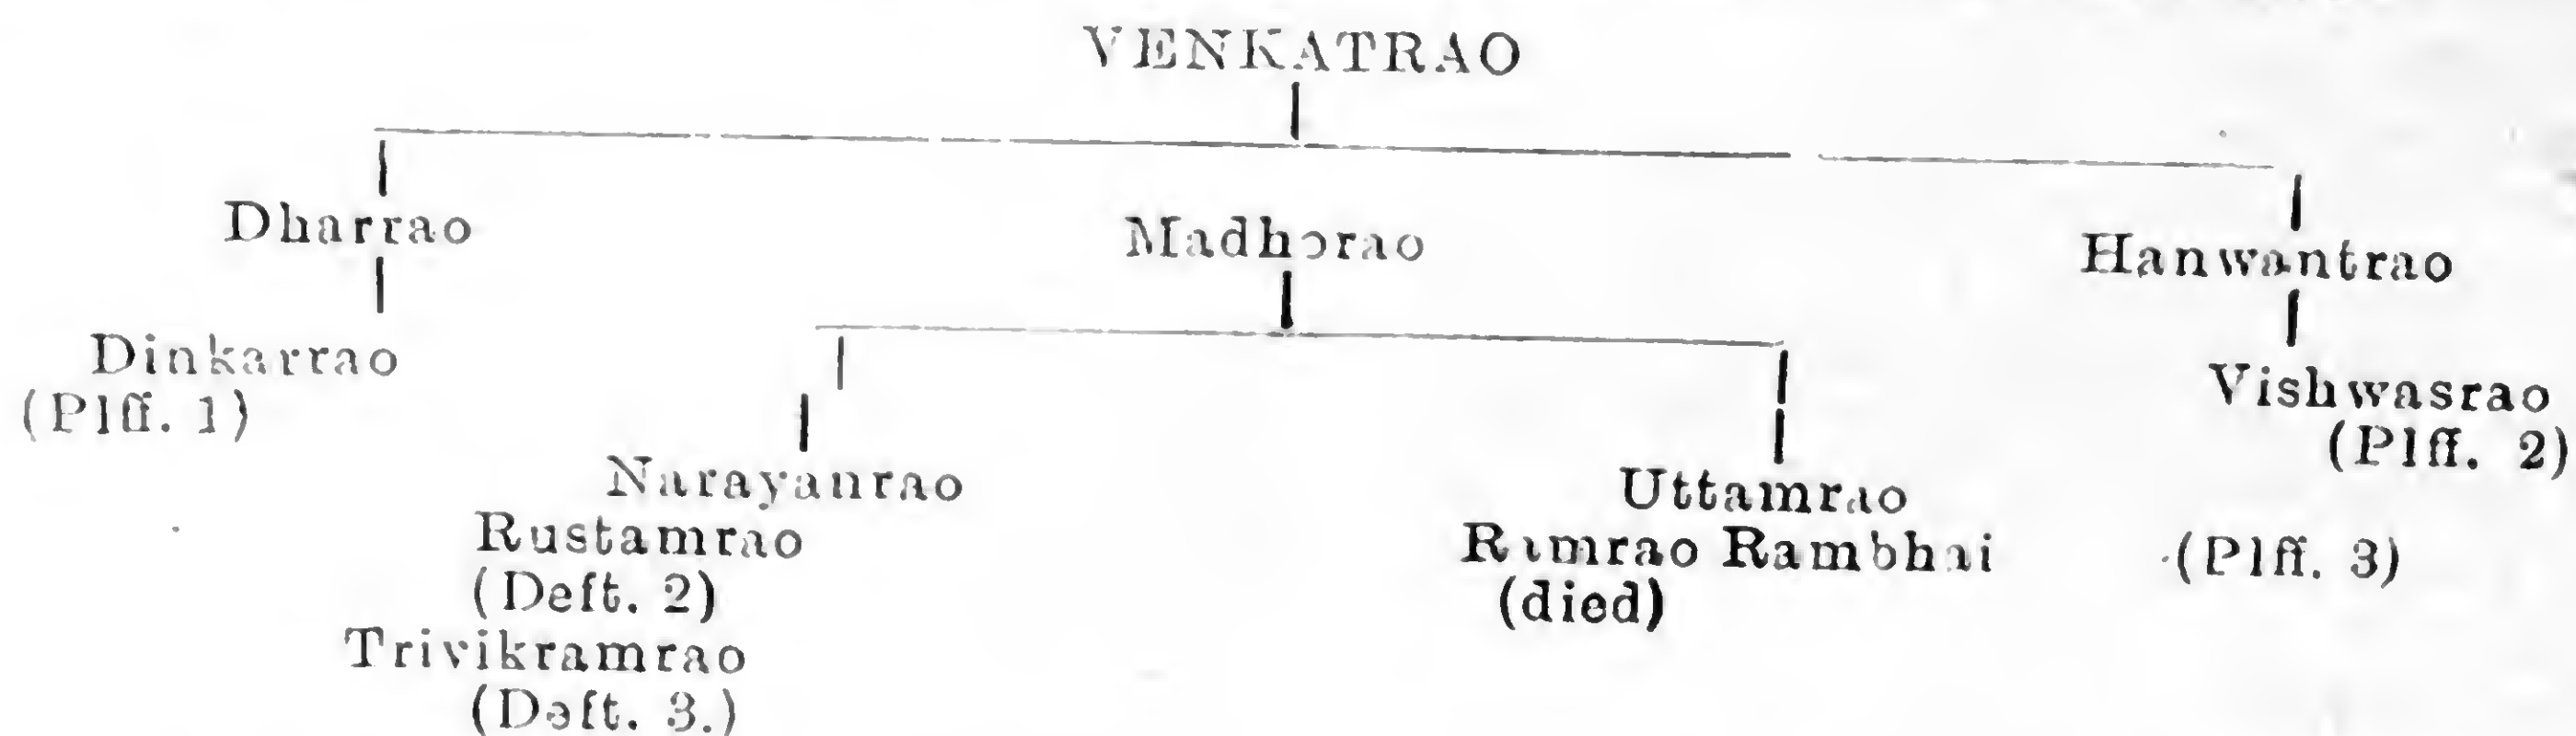 VENKATRAO
Dharrao Madhorao Hanwantrao
Dinkarrao Vishwasrao
(Plff. 1) (Plff. 2)
Narayanrao Uttamrao
Rustamrao Ramrao Rambhai (Plff. 3)
(Deft. 2) (died)
Trivikramrao
(Deft. 3.)